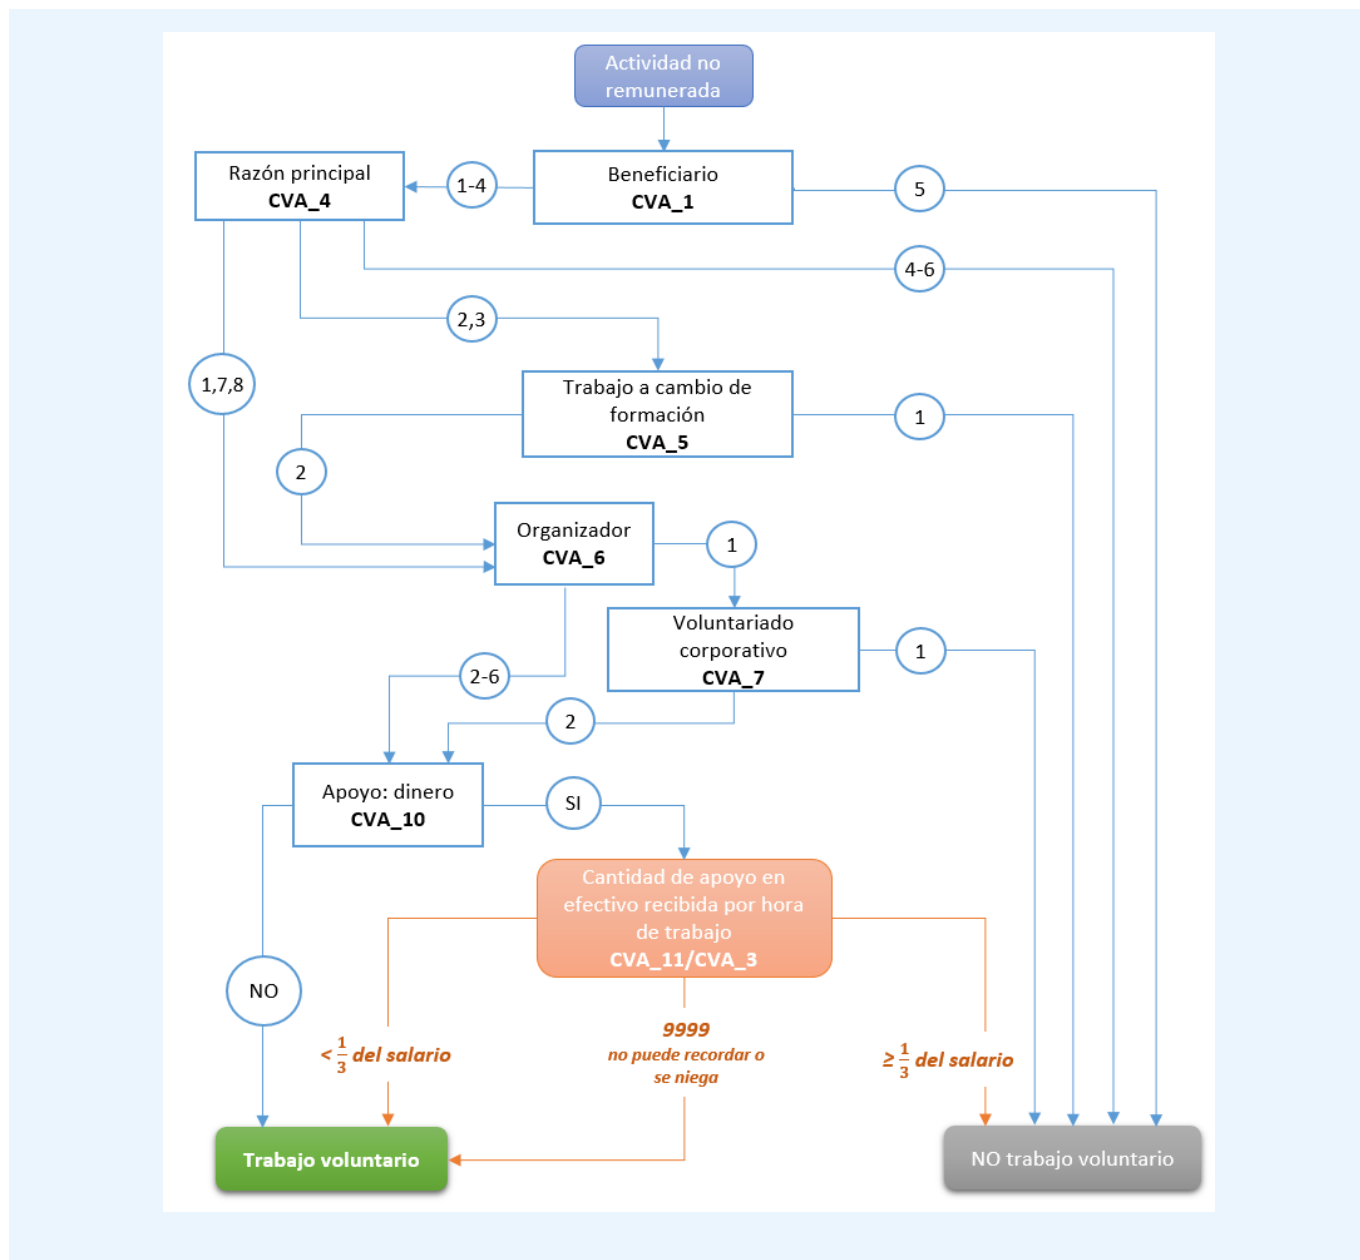 Actividad no
remunerada
Razón principal
CVA_4
1-4
Beneficiario
CVA_1
5
4-6
2,3
1,7,8
Trabajo a cambio de
formación
CVA_5
1
2
Organizador
CVA_6
1
Voluntariado
corporativo
CVA_7
1
2-6
2
Apoyo: dinero
CVA_10
SI
Cantidad de apoyo en
efectivo recibida por hora
de trabajo
CVA_11/CVA_3
NO
< 1/3 del salario
9999
no puede recordar o
se niega
≥ 1/3 del salario
Trabajo voluntario
NO trabajo voluntario